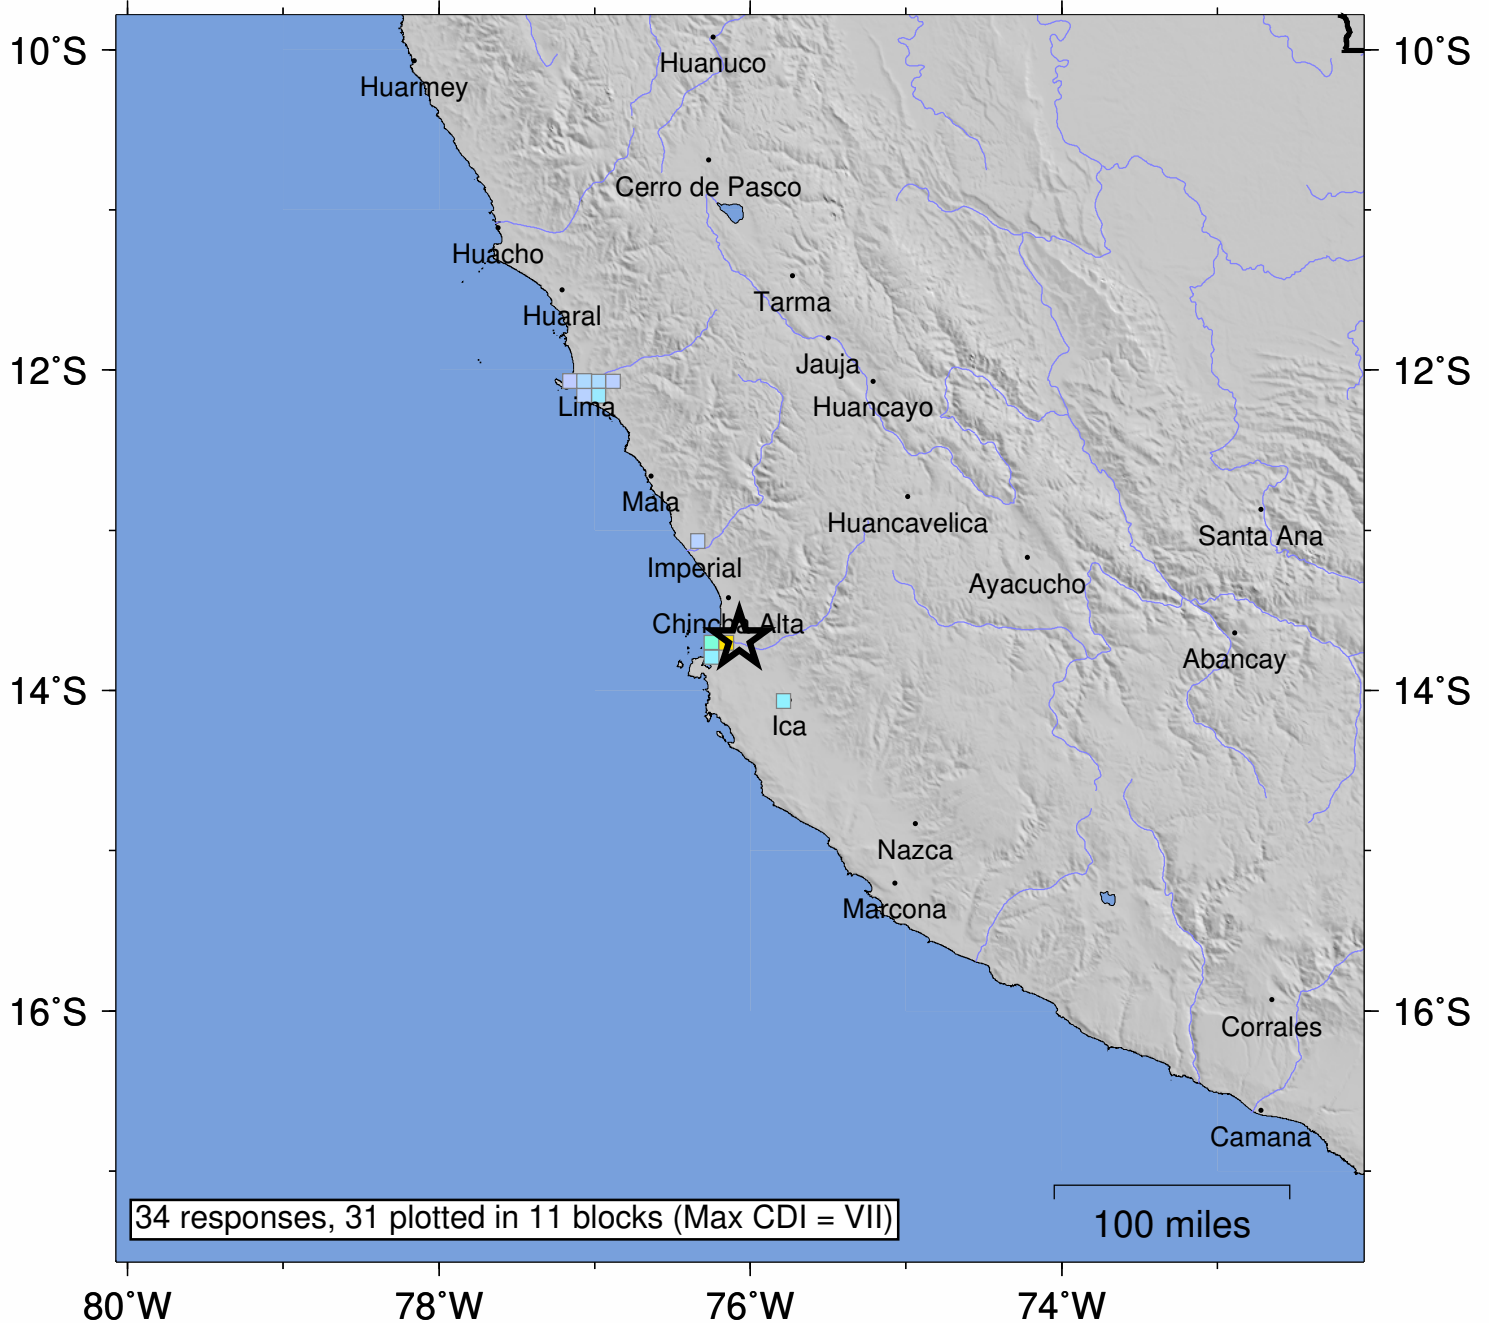 10°S
10°S
Huanuco
Huarmey
Cerro de Pasco
Huacho
Tarma
Huaral
Jauja
12°S
12°S
Lima
Huancayo
Mala
Huancavelica
Santa Ana
Imperial
Ayacucho
Chincha Alta
Abancay
14°S
14°S
Ica
Nazca
Marcona
16°S
16°S
Corrales
Camana
34 responses, 31 plotted in 11 blocks (Max CDI = VII)
100 miles
80°W
78°W
76°W
74°W